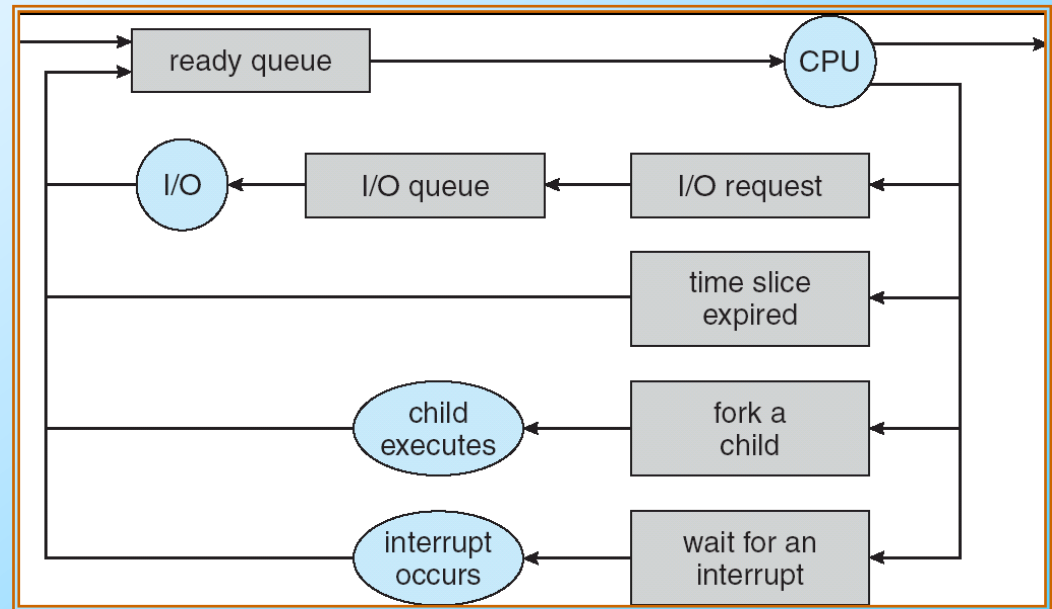 ready queue
CPU
I/O
I/O queue
I/O request
time slice
expired
child
executes
fork a
child
interrupt
occurs
wait for an
interrupt